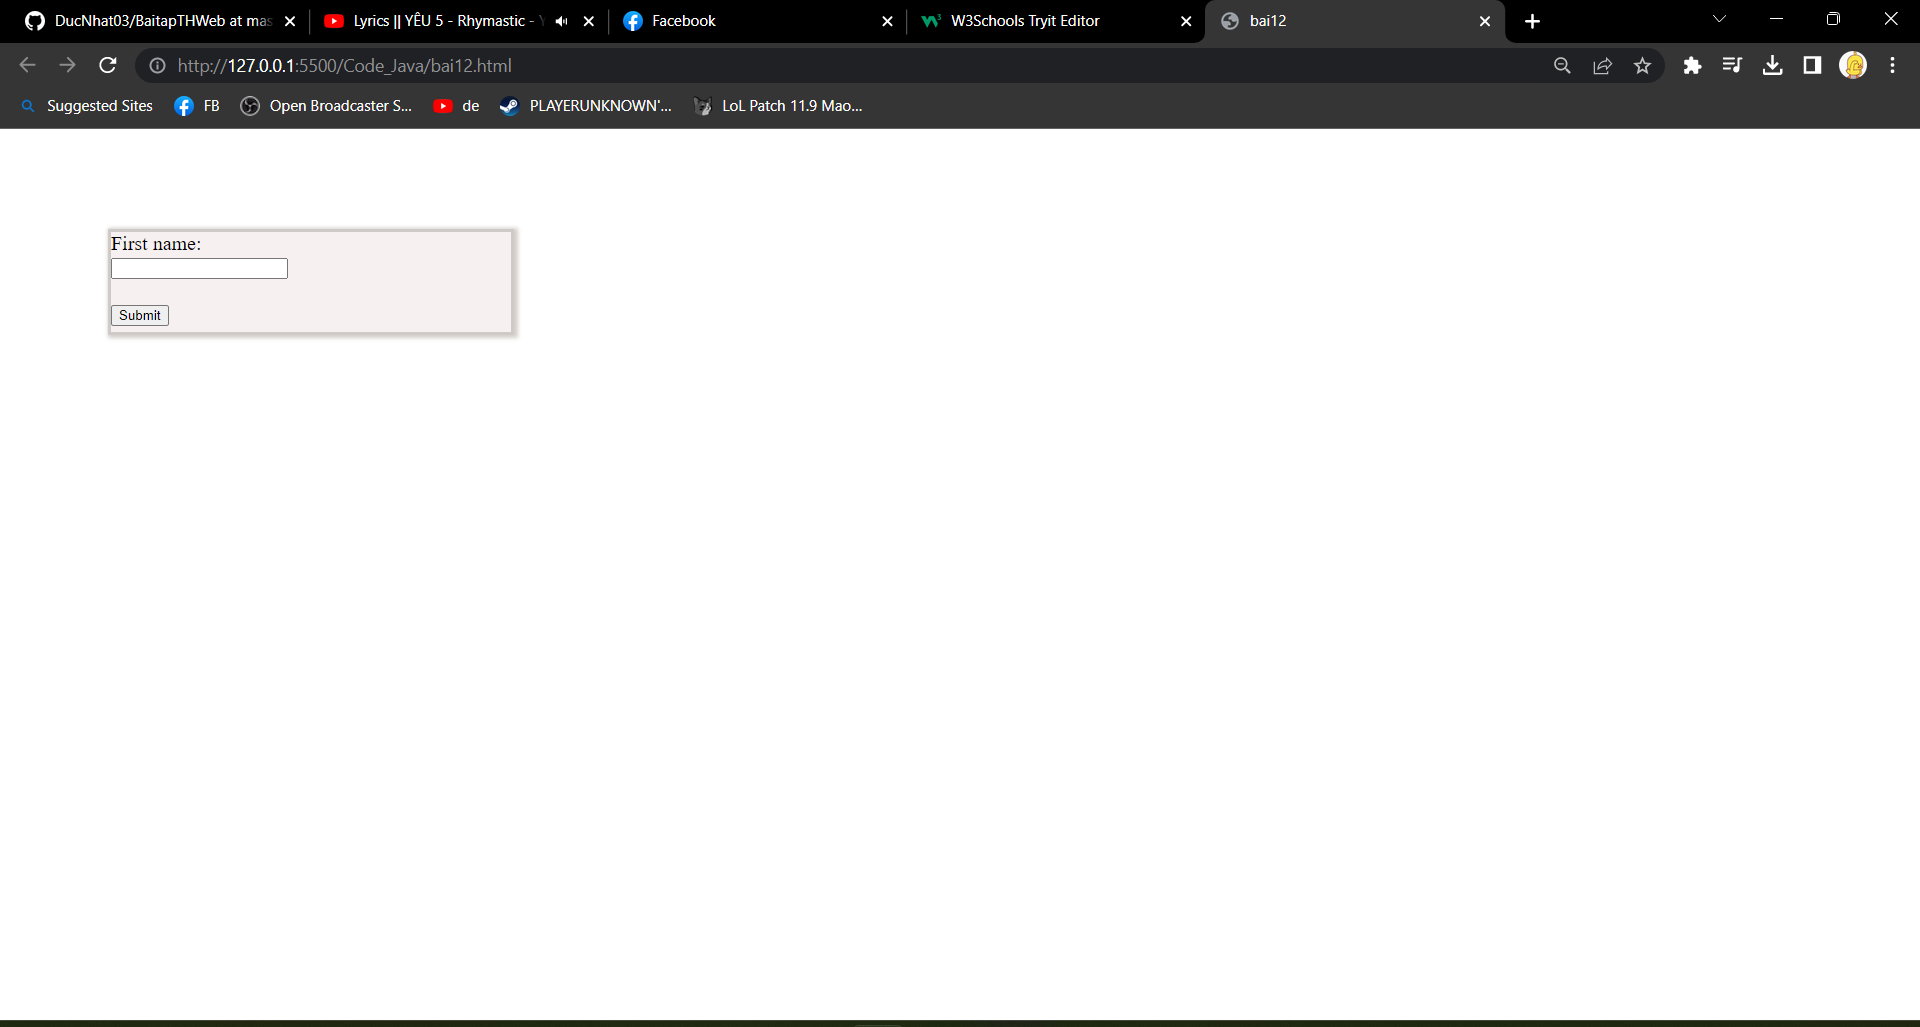 DucNhat03/BaitapTHWeb at mas
Lyrics || YÊU 5 - Rhymastic - Y
Facebook
W3Schools Tryit Editor
bai12
http://127.0.0.1:5500/Code_Java/bai12.html
Suggested Sites
FB
Open Broadcaster S...
de
PLAYERUNKNOWN'...
LoL Patch 11.9 Mao...
First name:
Submit